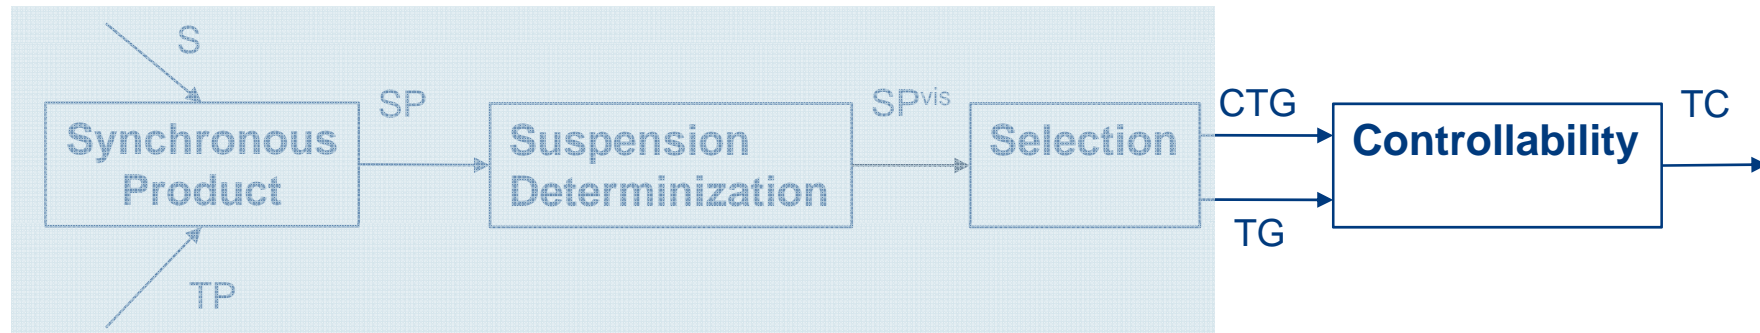 S
Synchronous
Product
SP
Suspension
Determinization
SPvis
Selection
CTG
TG
Controllability
TC
TP